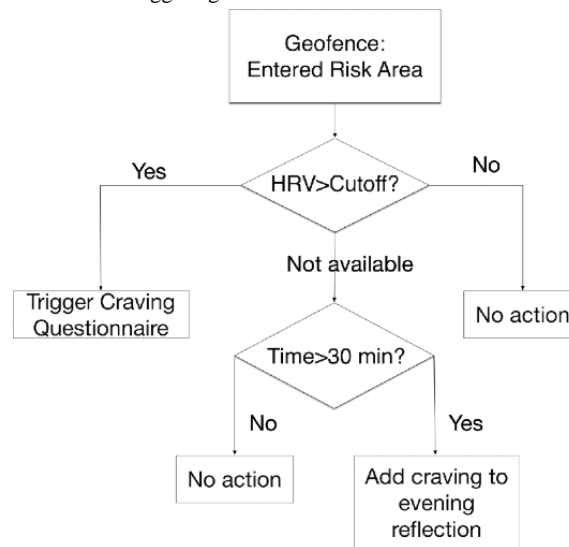 Geofence:
Entered Risk Area
Yes
HRV>Cutoff?
No
Not available
Trigger Craving
Questionnaire
No action
Time>30 min?
No
Yes
No action
Add craving to
evening
reflection